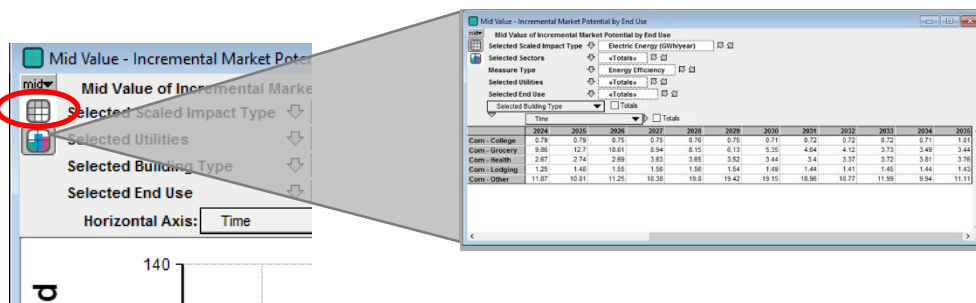 Mid Value - Incremental Market Poten
mid
Mid Value of Incremental Marke
Selected Scaled Impact Type
Selected Utilities
Selected Building Type
Selected End Use
Horizontal Axis: Time
140
Mid Value - Incremental Market Potential by End Use
mid
Mid Value of Incremental Market Potential by End Use
Selected Scaled Impact Type Electric Energy (GWh/year)
Selected Sectors «Totals»
Measure Type Energy Efficiency
Selected Utilities «Totals»
Selected End Use «Totals»
Selected Building Type Totals
Time Totals
2024 2025 2026 2027 2028 2029 2030 2031 2032 2033 2034 2035
Com - College 0.79 0.79 0.75 0.75 0.76 0.75 0.71 0.72 0.72 0.72 0.71 1.01
Com - Grocery 9.86 12.7 10.61 8.94 8.15 6.13 5.35 4.64 4.12 3.73 3.49 3.44
Com - Health 2.67 2.74 2.69 3.63 3.65 3.52 3.44 3.4 3.37 3.72 3.81 3.76
Com - Lodging 1.25 1.48 1.55 1.56 1.56 1.54 1.49 1.44 1.41 1.45 1.44 1.43
Com - Other 11.87 10.81 11.25 18.38 19.8 19.42 19.15 18.96 18.77 11.99 9.94 11.11